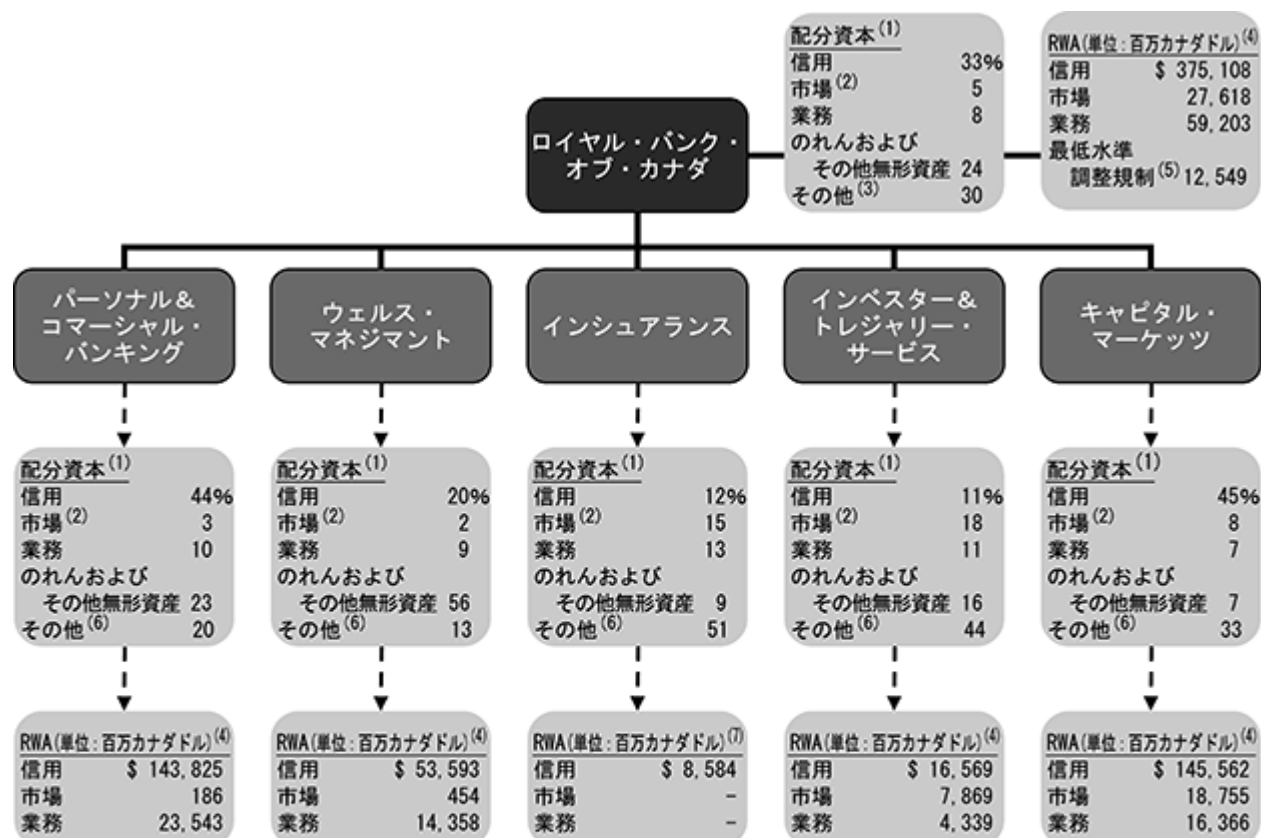 配分資本(1)
信用 33%
市場(2) 5
業務 8
のれんおよび
その他無形資産 24
その他(3) 30
RWA(単位:百万カナダドル)(4)
信用 $ 375,108
市場 27,618
業務 59,203
最低水準
調整規制(5) 12,549
ロイヤル・バンク・
オブ・カナダ
パーソナル&
コマーシャル・
バンキング
ウェルス・
マネジマント
インシュアランス
インベスター&
トレジャリー・
サービス
キャピタル・
マーケッツ
配分資本(1)
信用 44%
市場(2) 3
業務 10
のれんおよび
その他無形資産 23
その他(6) 20
配分資本(1)
信用 20%
市場(2) 2
業務 9
のれんおよび
その他無形資産 56
その他(6) 13
配分資本(1)
信用 12%
市場(2) 15
業務 13
のれんおよび
その他無形資産 9
その他(6) 51
配分資本(1)
信用 11%
市場(2) 18
業務 11
のれんおよび
その他無形資産 16
その他(6) 44
配分資本(1)
信用 45%
市場(2) 8
業務 7
のれんおよび
その他無形資産 7
その他(6) 33
RWA(単位:百万カナダドル)(4)
信用 $ 143,825
市場 186
業務 23,543
RWA(単位:百万カナダドル)(4)
信用 $ 53,593
市場 454
業務 14,358
RWA(単位:百万カナダドル)(7)
信用 $ 8,584
市場 -
業務 -
RWA(単位:百万カナダドル)(4)
信用 $ 16,569
市場 7,869
業務 4,339
RWA(単位:百万カナダドル)(4)
信用 $ 145,562
市場 18,755
業務 16,366